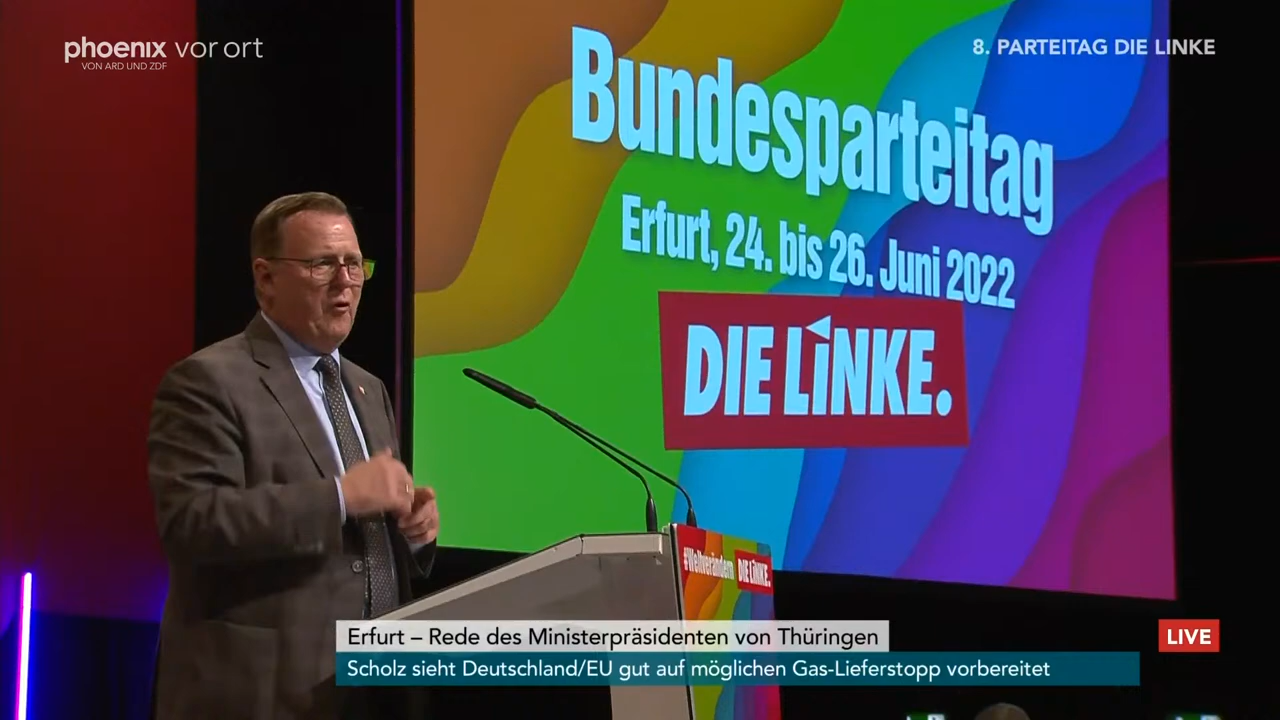 phoenix vor ort
VON ARD UND ZDF
8. PARTEITAG DIE LINKE
Bundesparteitag
Erfurt, 24. bis 26. Juni 2022
DIE LINKE.
#Weltverändern DIE LINKE.
Erfurt – Rede des Ministerpräsidenten von Thüringen
LIVE
Scholz sieht Deutschland/EU gut auf möglichen Gas-Lieferstopp vorbereitet